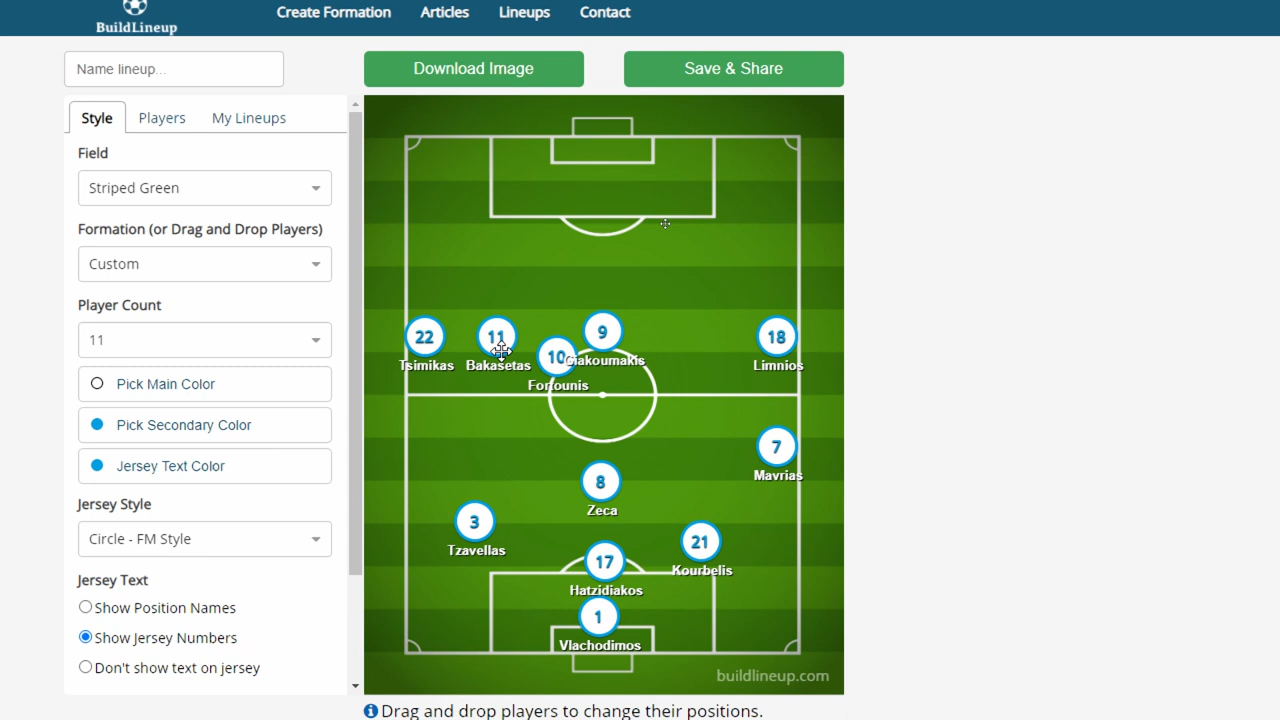 BuildLineup
Create Formation
Articles
Lineups
Contact
Name lineup...
Download Image
Save & Share
Style
Players
My Lineups
Field
Striped Green
Formation (or Drag and Drop Players)
Custom
Player Count
11
Pick Main Color
Pick Secondary Color
Jersey Text Color
Jersey Style
Circle - FM Style
Jersey Text
Show Position Names
Show Jersey Numbers
Don't show text on jersey
22
Tsimikas
11
Bakasetas
10
Fortounis
9
Giakoumakis
18
Limnios
7
Mavrias
8
Zeca
3
Tzavellas
21
Kourbelis
17
Hatzidiakos
1
Vlachodimos
buildlineup.com
Drag and drop players to change their positions.